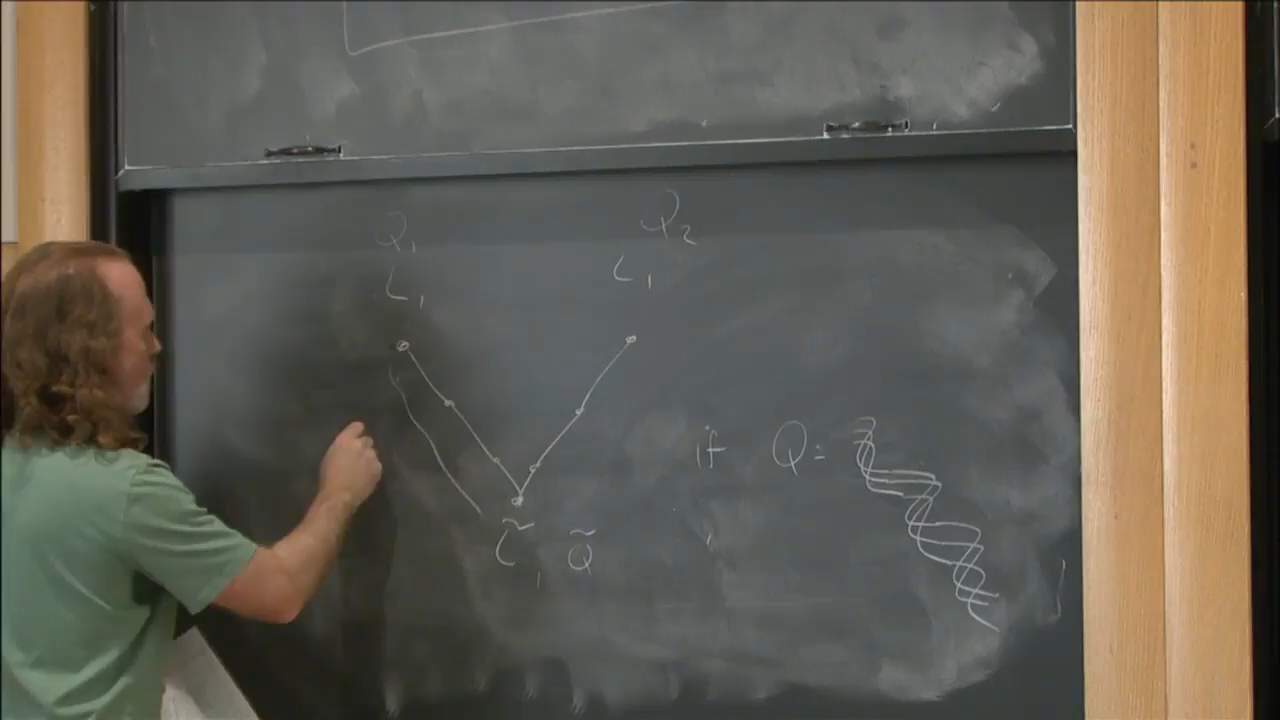 Q₁ Q₂
L₁ L₁
if Q =
L̃₁ Q̃